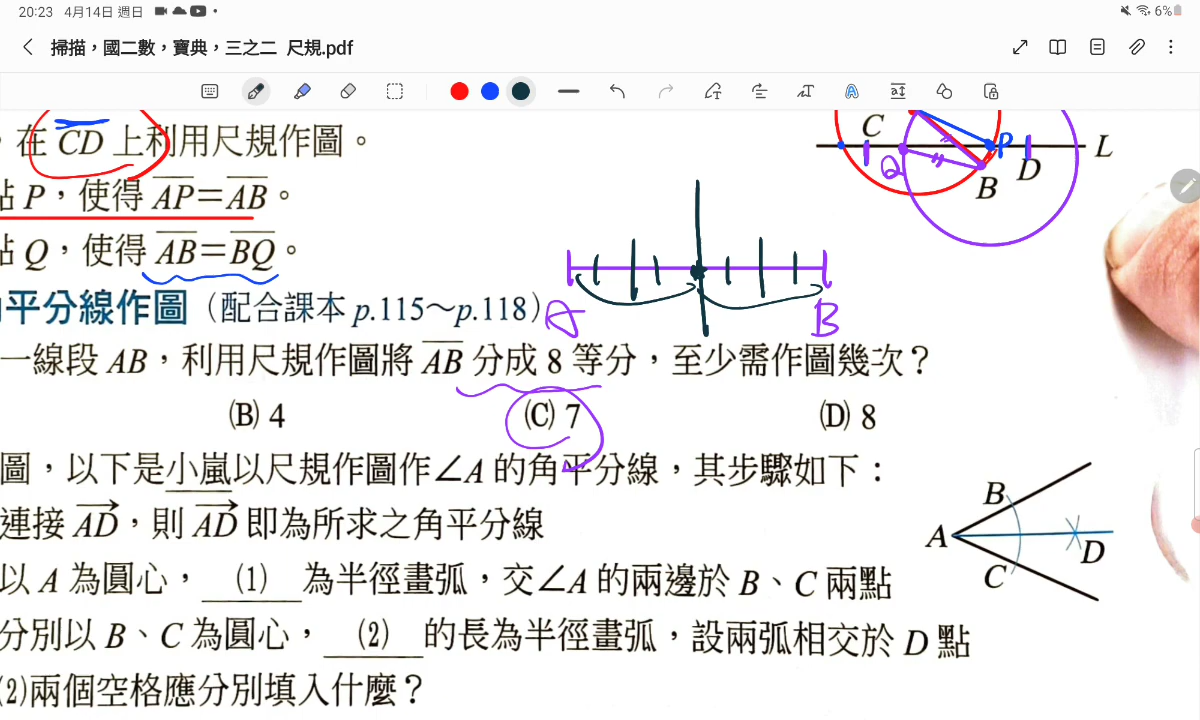 20:23 4月14日 週日
6%
掃描，國二數，寶典，三之二 尺規.pdf
在 CD 上利用尺規作圖。
點 P，使得 AP＝AB。
點 Q，使得 AB＝BQ。
C
P
L
Q
B
D
角平分線作圖（配合課本 p.115～p.118）
A
B
一線段 AB，利用尺規作圖將 AB 分成 8 等分，至少需作圖幾次？
(B) 4 (C) 7 (D) 8
圖，以下是小嵐以尺規作圖作∠A 的角平分線，其步驟如下：
連接 AD，則 AD 即為所求之角平分線
以 A 為圓心， (1) 為半徑畫弧，交∠A 的兩邊於 B、C 兩點
分別以 B、C 為圓心， (2) 的長為半徑畫弧，設兩弧相交於 D 點
(2)兩個空格應分別填入什麼？
B
A
D
C